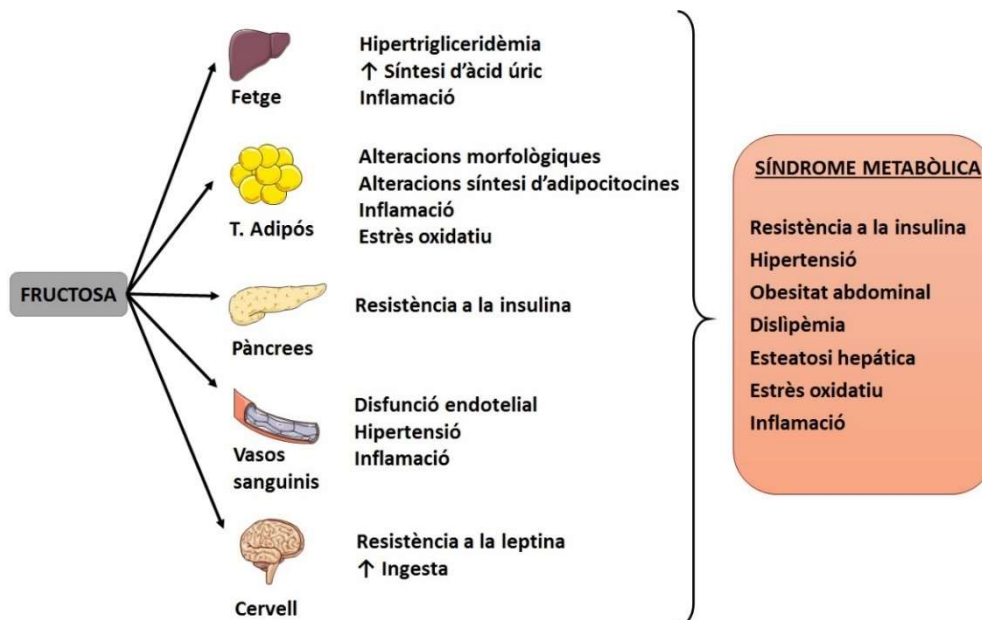 FRUCTOSA
Fetge
Hipertrigliceridèmia
↑ Síntesi d'àcid úric
Inflamació
T. Adipós
Alteracions morfològiques
Alteracions síntesi d'adipocitocines
Inflamació
Estrès oxidatiu
Pàncrees
Resistència a la insulina
Vasos
sanguinis
Disfunció endotelial
Hipertensió
Inflamació
Cervell
Resistència a la leptina
↑ Ingesta
SÍNDROME METABÒLICA
Resistència a la insulina
Hipertensió
Obesitat abdominal
Dislìpèmia
Esteatosi hepática
Estrès oxidatiu
Inflamació